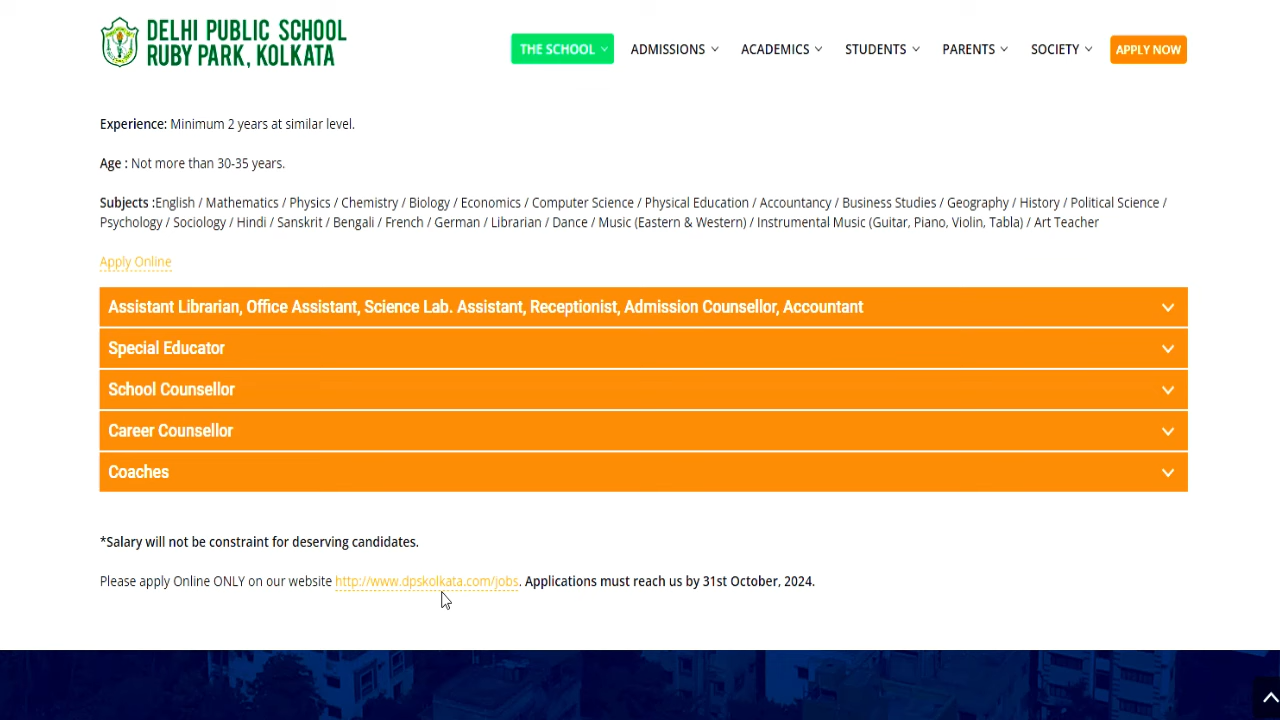 DELHI PUBLIC SCHOOL
RUBY PARK, KOLKATA
THE SCHOOL
ADMISSIONS
ACADEMICS
STUDENTS
PARENTS
SOCIETY
APPLY NOW
Experience: Minimum 2 years at similar level.
Age : Not more than 30-35 years.
Subjects :English / Mathematics / Physics / Chemistry / Biology / Economics / Computer Science / Physical Education / Accountancy / Business Studies / Geography / History / Political Science /
Psychology / Sociology / Hindi / Sanskrit / Bengali / French / German / Librarian / Dance / Music (Eastern & Western) / Instrumental Music (Guitar, Piano, Violin, Tabla) / Art Teacher
Apply Online
Assistant Librarian, Office Assistant, Science Lab. Assistant, Receptionist, Admission Counsellor, Accountant
Special Educator
School Counsellor
Career Counsellor
Coaches
*Salary will not be constraint for deserving candidates.
Please apply Online ONLY on our website http://www.dpskolkata.com/jobs. Applications must reach us by 31st October, 2024.